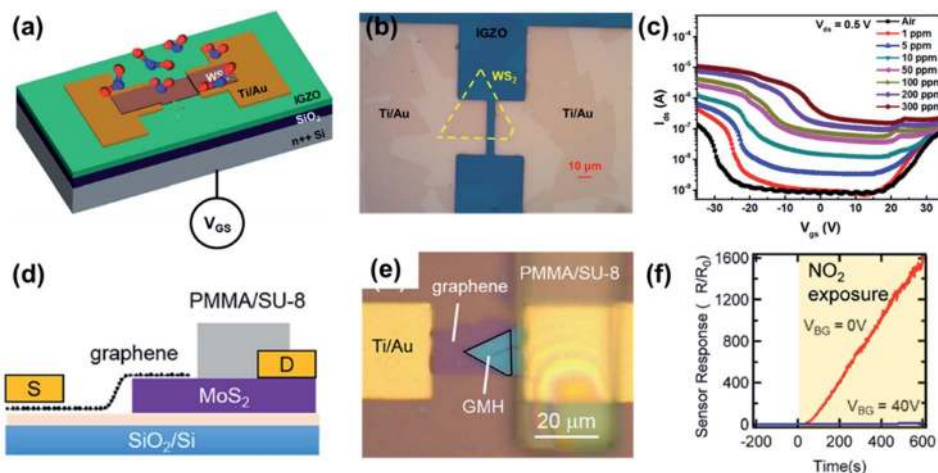 (a)
WS
Ti/Au
IGZO
SiO₂
n++ Si
V_GS
(b)
IGZO
WS₂
Ti/Au
Ti/Au
10 μm
(c)
V_ds = 0.5 V
Air
1 ppm
5 ppm
10 ppm
50 ppm
100 ppm
200 ppm
300 ppm
I_ds (A)
10⁻⁴
10⁻⁵
10⁻⁶
10⁻⁷
10⁻⁸
10⁻⁹
-30 -20 -10 0 10 20 30
V_gs (V)
(d)
PMMA/SU-8
graphene
S
D
MoS₂
SiO₂/Si
(e)
PMMA/SU-8
graphene
Ti/Au
GMH
20 μm
(f)
1600
1200
800
400
0
Sensor Response ( R/R₀)
NO₂
exposure
V_BG = 0V
V_BG = 40V
-200 0 200 400 600
Time(s)